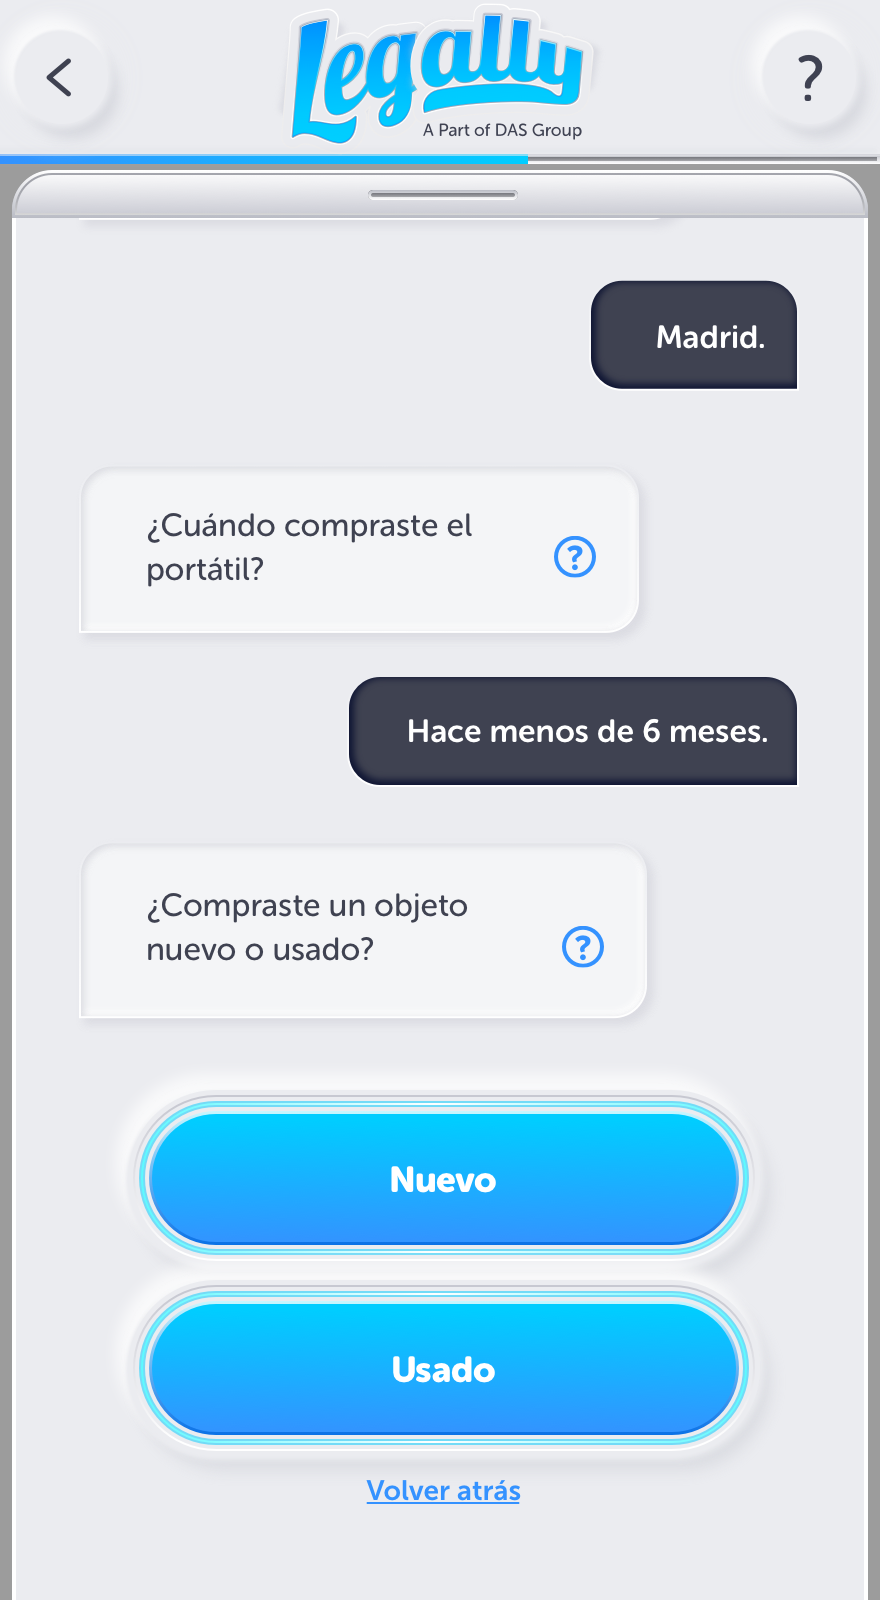 Legally
A Part of DAS Group
?
Madrid.
¿Cuándo compraste el
portátil?
?
Hace menos de 6 meses.
¿Compraste un objeto
nuevo o usado?
?
Nuevo
Usado
Volver atrás